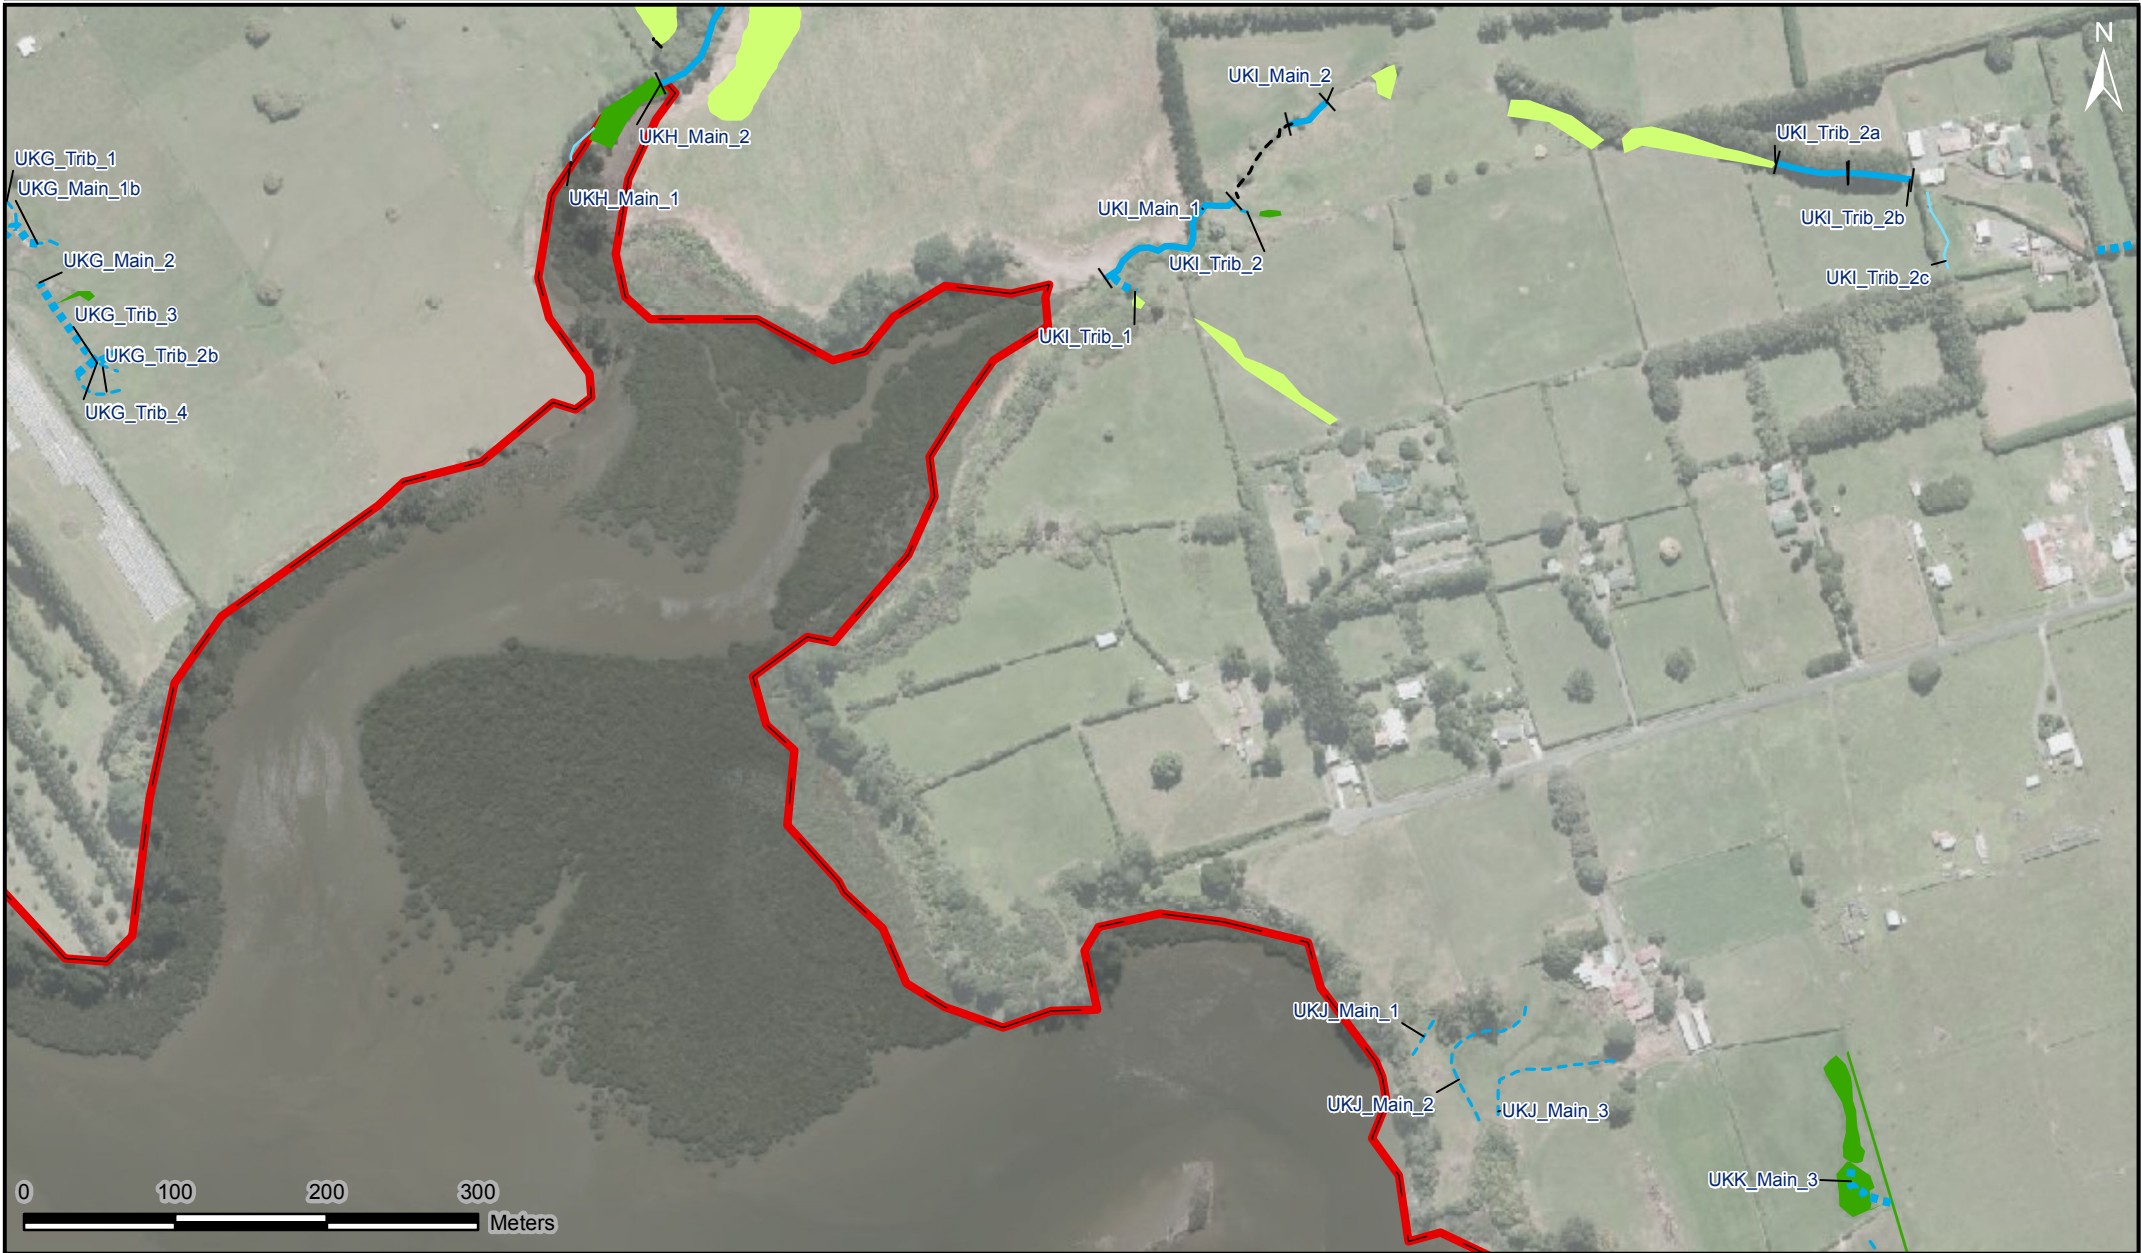 N
UKI_Main_2
UKH_Main_2
UKI_Trib_2a
UKG_Trib_1
UKG_Main_1b
UKH_Main_1
UKI_Main_1
UKI_Trib_2b
UKG_Main_2
UKI_Trib_2
UKI_Trib_2c
UKG_Trib_3
UKI_Trib_1
UKG_Trib_2b
UKG_Trib_4
UKJ_Main_1
UKJ_Main_2
UKJ_Main_3
UKK_Main_3
0 100 200 300
Meters